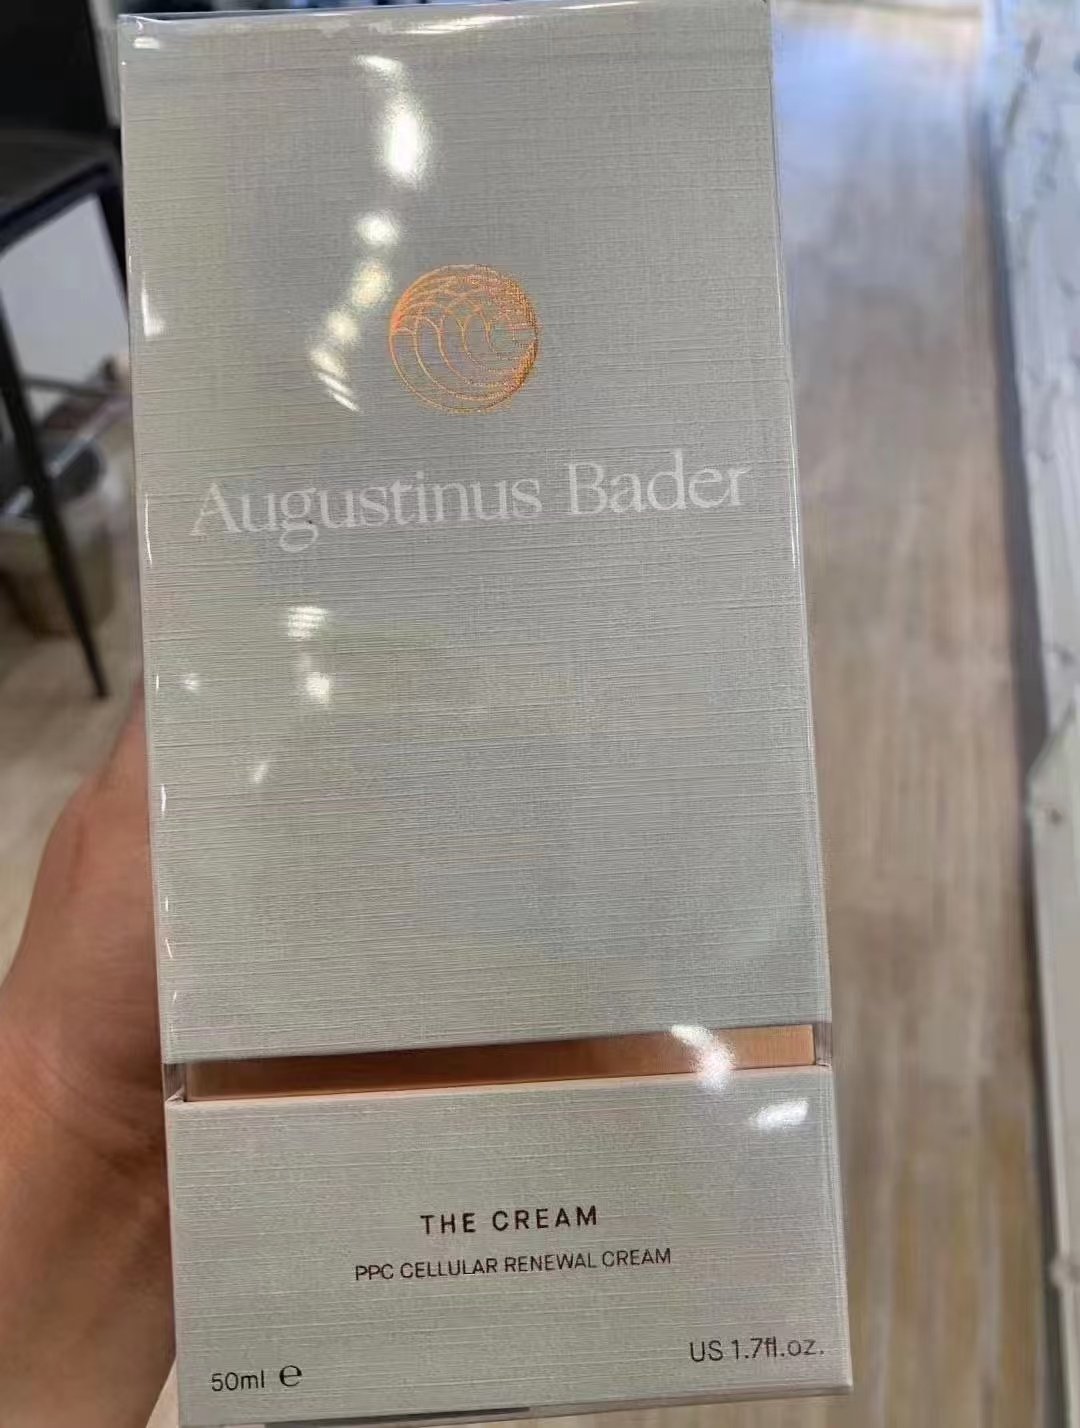 Augustinus Bader
THE CREAM
PPC CELLULAR RENEWAL CREAM
50ml ℮
US 1.7fl.oz.